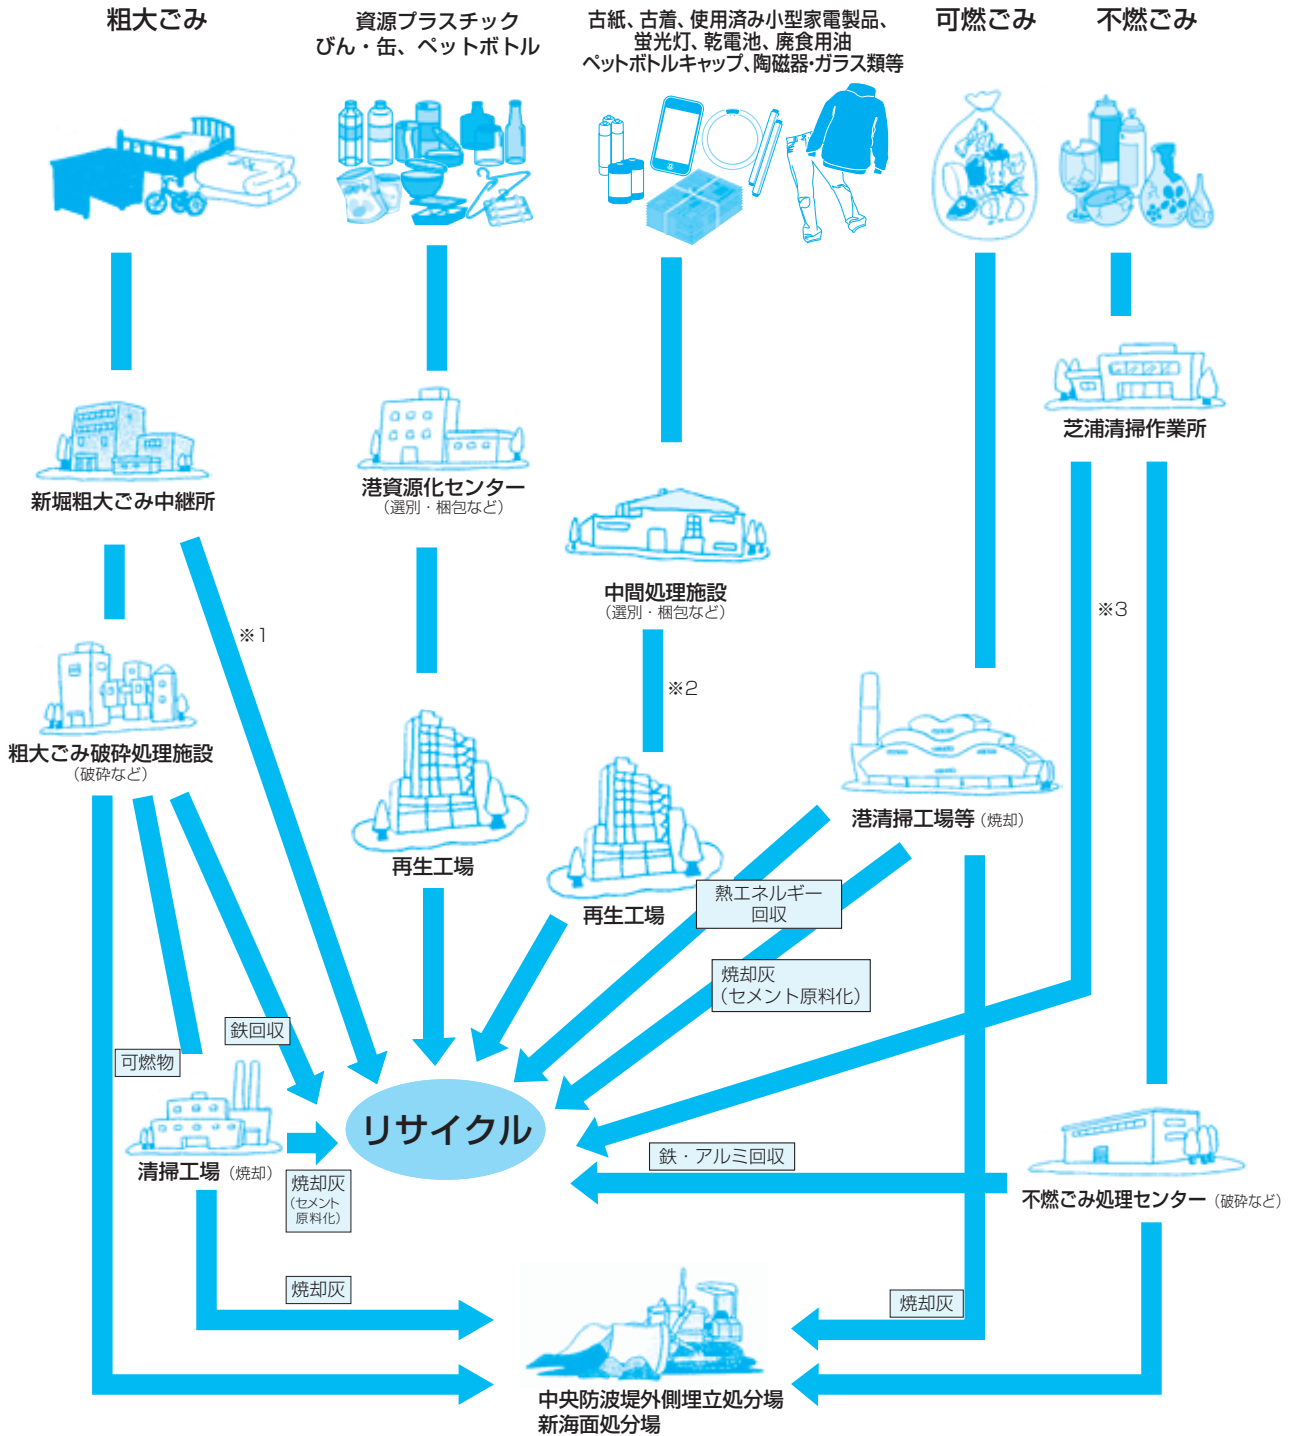 粗大ごみ
資源プラスチック
びん・缶、ペットボトル
古紙、古着、使用済み小型家電製品、
蛍光灯、乾電池、廃食用油
ペットボトルキャップ、陶磁器・ガラス類等
可燃ごみ
不燃ごみ
芝浦清掃作業所
新堀粗大ごみ中継所
港資源化センター
（選別・梱包など）
中間処理施設
（選別・梱包など）
※1
※2
※3
粗大ごみ破砕処理施設
（破砕など）
再生工場
再生工場
港清掃工場等（焼却）
熱エネルギー
回収
焼却灰
（セメント原料化）
鉄回収
可燃物
リサイクル
清掃工場（焼却）
焼却灰
（セメント
原料化）
鉄・アルミ回収
不燃ごみ処理センター（破砕など）
焼却灰
焼却灰
中央防波堤外側埋立処分場
新海面処分場